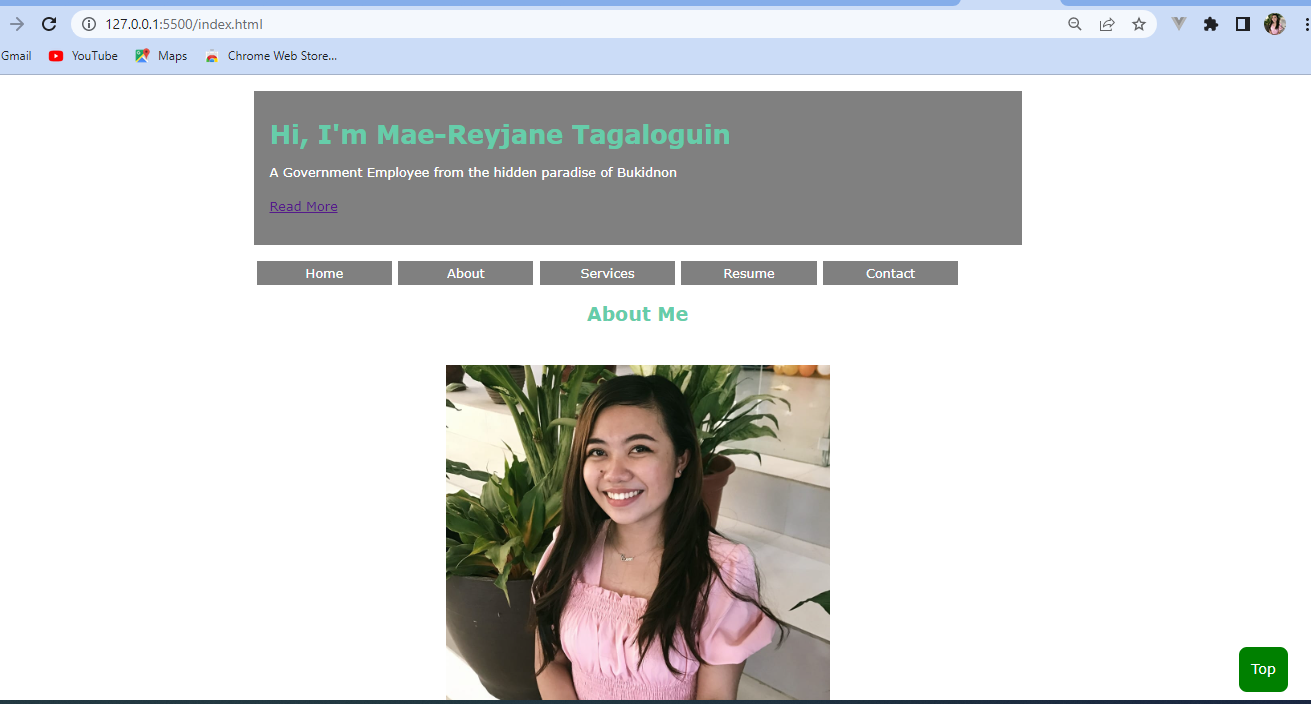 127.0.0.1:5500/index.html
Gmail YouTube Maps Chrome Web Store...
Hi, I'm Mae-Reyjane Tagaloguin
A Government Employee from the hidden paradise of Bukidnon
Read More
Home About Services Resume Contact
About Me
Top